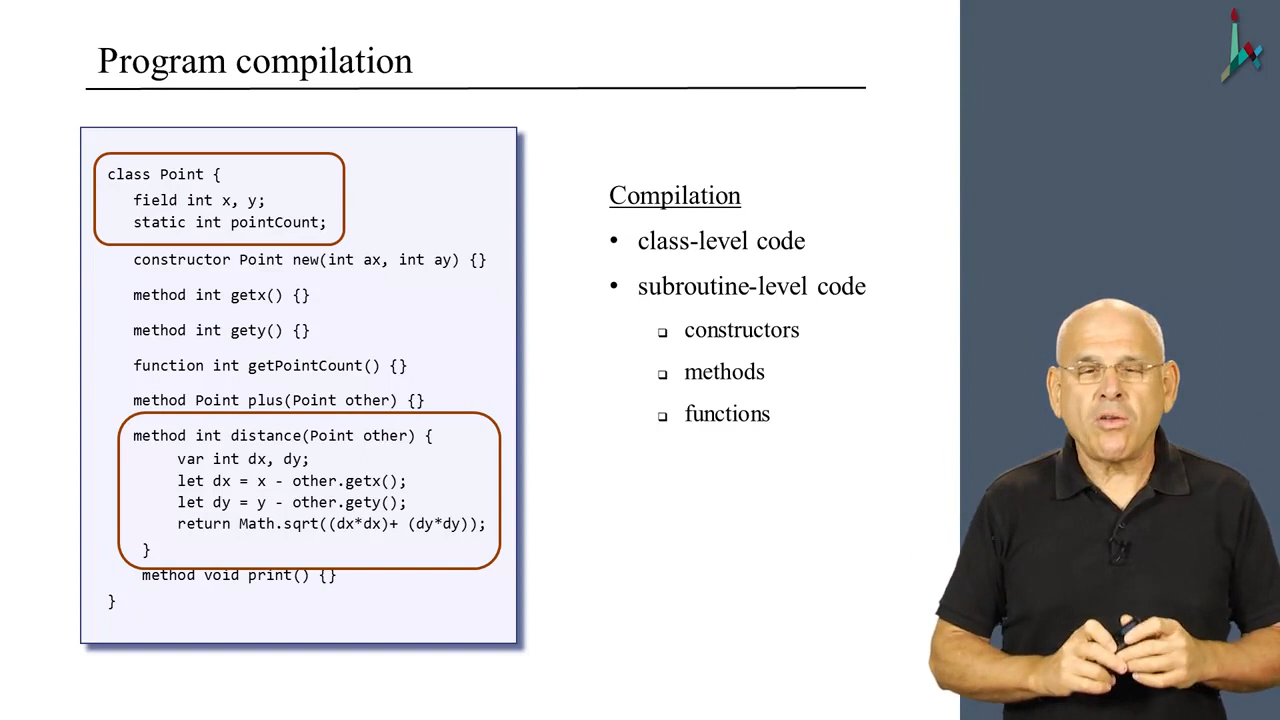 Program compilation
class Point {
field int x, y;
static int pointCount;
constructor Point new(int ax, int ay) {}
method int getx() {}
method int gety() {}
function int getPointCount() {}
method Point plus(Point other) {}
method int distance(Point other) {
var int dx, dy;
let dx = x - other.getx();
let dy = y - other.gety();
return Math.sqrt((dx*dx)+ (dy*dy));
}
method void print() {}
}
Compilation
• class-level code
• subroutine-level code
❑ constructors
❑ methods
❑ functions